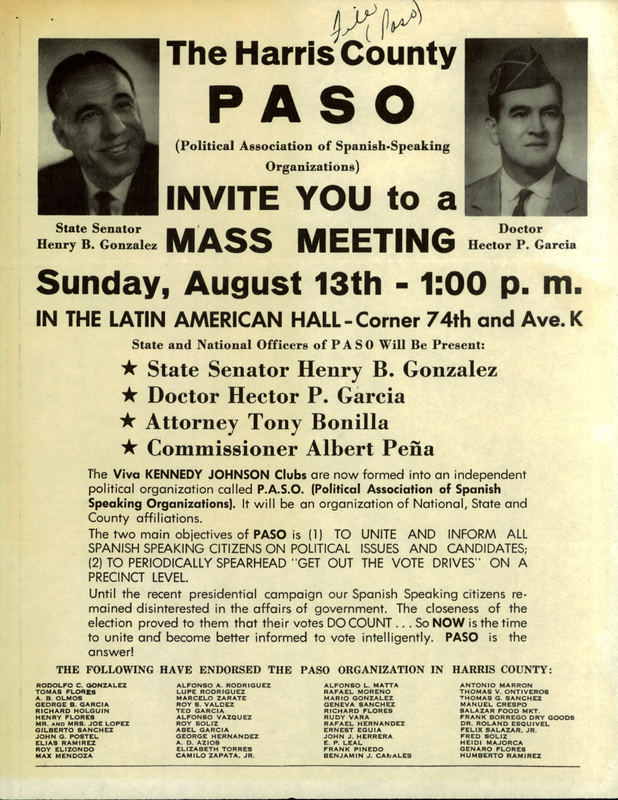 File
(Paso)
The Harris County
PASO
(Political Association of Spanish-Speaking
Organizations)
INVITE YOU to a
MASS MEETING
State Senator
Henry B. Gonzalez
Doctor
Hector P. Garcia
Sunday, August 13th - 1:00 p. m.
IN THE LATIN AMERICAN HALL - Corner 74th and Ave. K
State and National Officers of PASO Will Be Present:
★ State Senator Henry B. Gonzalez
★ Doctor Hector P. Garcia
★ Attorney Tony Bonilla
★ Commissioner Albert Peña
The Viva KENNEDY JOHNSON Clubs are now formed into an independent
political organization called P.A.S.O. (Political Association of Spanish
Speaking Organizations). It will be an organization of National, State and
County affiliations.
The two main objectives of PASO is (1) TO UNITE AND INFORM ALL
SPANISH SPEAKING CITIZENS ON POLITICAL ISSUES AND CANDIDATES;
(2) TO PERIODICALLY SPEARHEAD "GET OUT THE VOTE DRIVES" ON A
PRECINCT LEVEL.
Until the recent presidential campaign our Spanish Speaking citizens re-
mained disinterested in the affairs of government. The closeness of the
election proved to them that their votes DO COUNT . . . So NOW is the time
to unite and become better informed to vote intelligently. PASO is the
answer!
THE FOLLOWING HAVE ENDORSED THE PASO ORGANIZATION IN HARRIS COUNTY:
RODOLFO C. GONZALEZ
TOMAS FLORES
A. B. OLMOS
GEORGE B. GARCIA
RICHARD HOLGUIN
HENRY FLORES
MR. AND MRS. JOE LOPEZ
GILBERTO SANCHEZ
JOHN G. POSTEL
ELIAS RAMIREZ
ROY ELIZONDO
MAX MENDOZA
ALFONSO A. RODRIGUEZ
LUPE RODRIGUEZ
MARCELO ZARATE
ROY S. VALDEZ
TED GARCIA
ALFONSO VAZQUEZ
ROY SOLIZ
ABEL GARCIA
GEORGE HERNANDEZ
A. D. AZIOS
ELIZABETH TORRES
CAMILO ZAPATA, JR.
ALFONSO L. MATTA
RAFAEL MORENO
MARIO GONZALEZ
GENEVA SANCHEZ
RICHARD FLORES
RUDY VARA
RAFAEL HERNANDEZ
ERNEST EGUIA
JOHN J. HERRERA
E. P. LEAL
FRANK PINEDO
BENJAMIN J. CANALES
ANTONIO MARRON
THOMAS V. ONTIVEROS
THOMAS G. SANCHEZ
MANUEL CRESPO
SALAZAR FOOD MKT.
FRANK BORREGO DRY GOODS
DR. ROLAND ESQUIVEL
FELIX SALAZAR, JR.
FRED SOLIZ
HEIDI MAJORCA
GENARO FLORES
HUMBERTO RAMIREZ